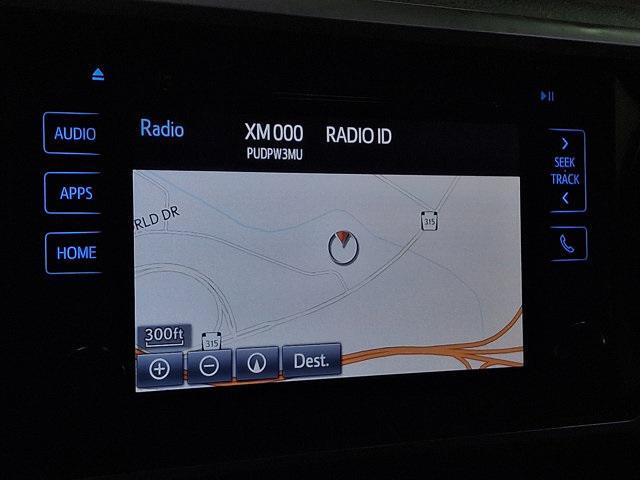 AUDIO
APPS
HOME
Radio
XM 000
RADIO ID
PUDPW3MU
SEEK
TRACK
RLD DR
315
315
300ft
Dest.